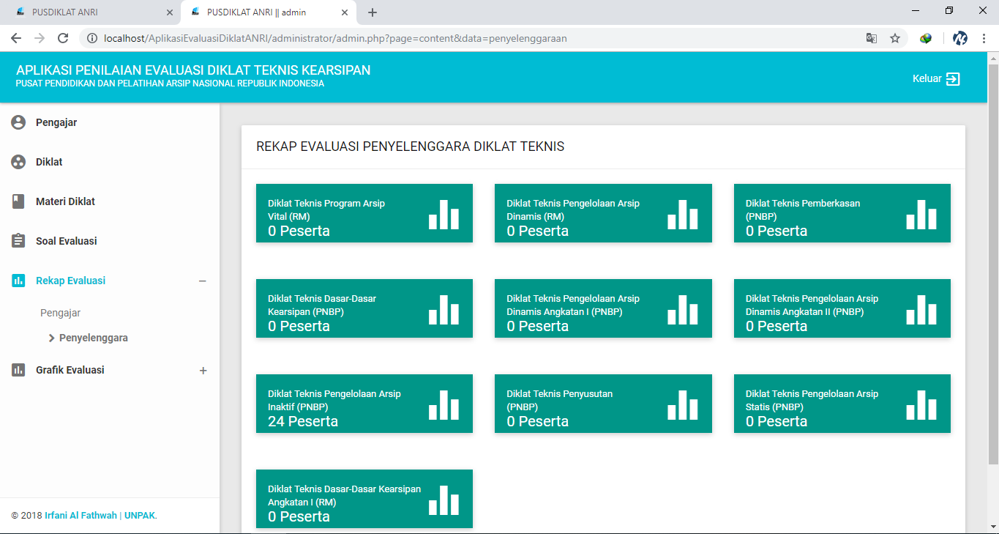 PUSDIKLAT ANRI
PUSDIKLAT ANRI || admin
localhost/AplikasiEvaluasiDiklatANRI/administrator/admin.php?page=content&data=penyelenggaraan
APLIKASI PENILAIAN EVALUASI DIKLAT TEKNIS KEARSIPAN
PUSAT PENDIDIKAN DAN PELATIHAN ARSIP NASIONAL REPUBLIK INDONESIA
Keluar
Pengajar
Diklat
Materi Diklat
Soal Evaluasi
Rekap Evaluasi
Pengajar
Penyelenggara
Grafik Evaluasi
© 2018 Irfani Al Fathwah | UNPAK.
REKAP EVALUASI PENYELENGGARA DIKLAT TEKNIS
Diklat Teknis Program Arsip
Vital (RM)
0 Peserta
Diklat Teknis Pengelolaan Arsip
Dinamis (RM)
0 Peserta
Diklat Teknis Pemberkasan
(PNBP)
0 Peserta
Diklat Teknis Dasar-Dasar
Kearsipan (PNBP)
0 Peserta
Diklat Teknis Pengelolaan Arsip
Dinamis Angkatan I (PNBP)
0 Peserta
Diklat Teknis Pengelolaan Arsip
Dinamis Angkatan II (PNBP)
0 Peserta
Diklat Teknis Pengelolaan Arsip
Inaktif (PNBP)
24 Peserta
Diklat Teknis Penyusutan
(PNBP)
0 Peserta
Diklat Teknis Pengelolaan Arsip
Statis (PNBP)
0 Peserta
Diklat Teknis Dasar-Dasar Kearsipan
Angkatan I (RM)
0 Peserta